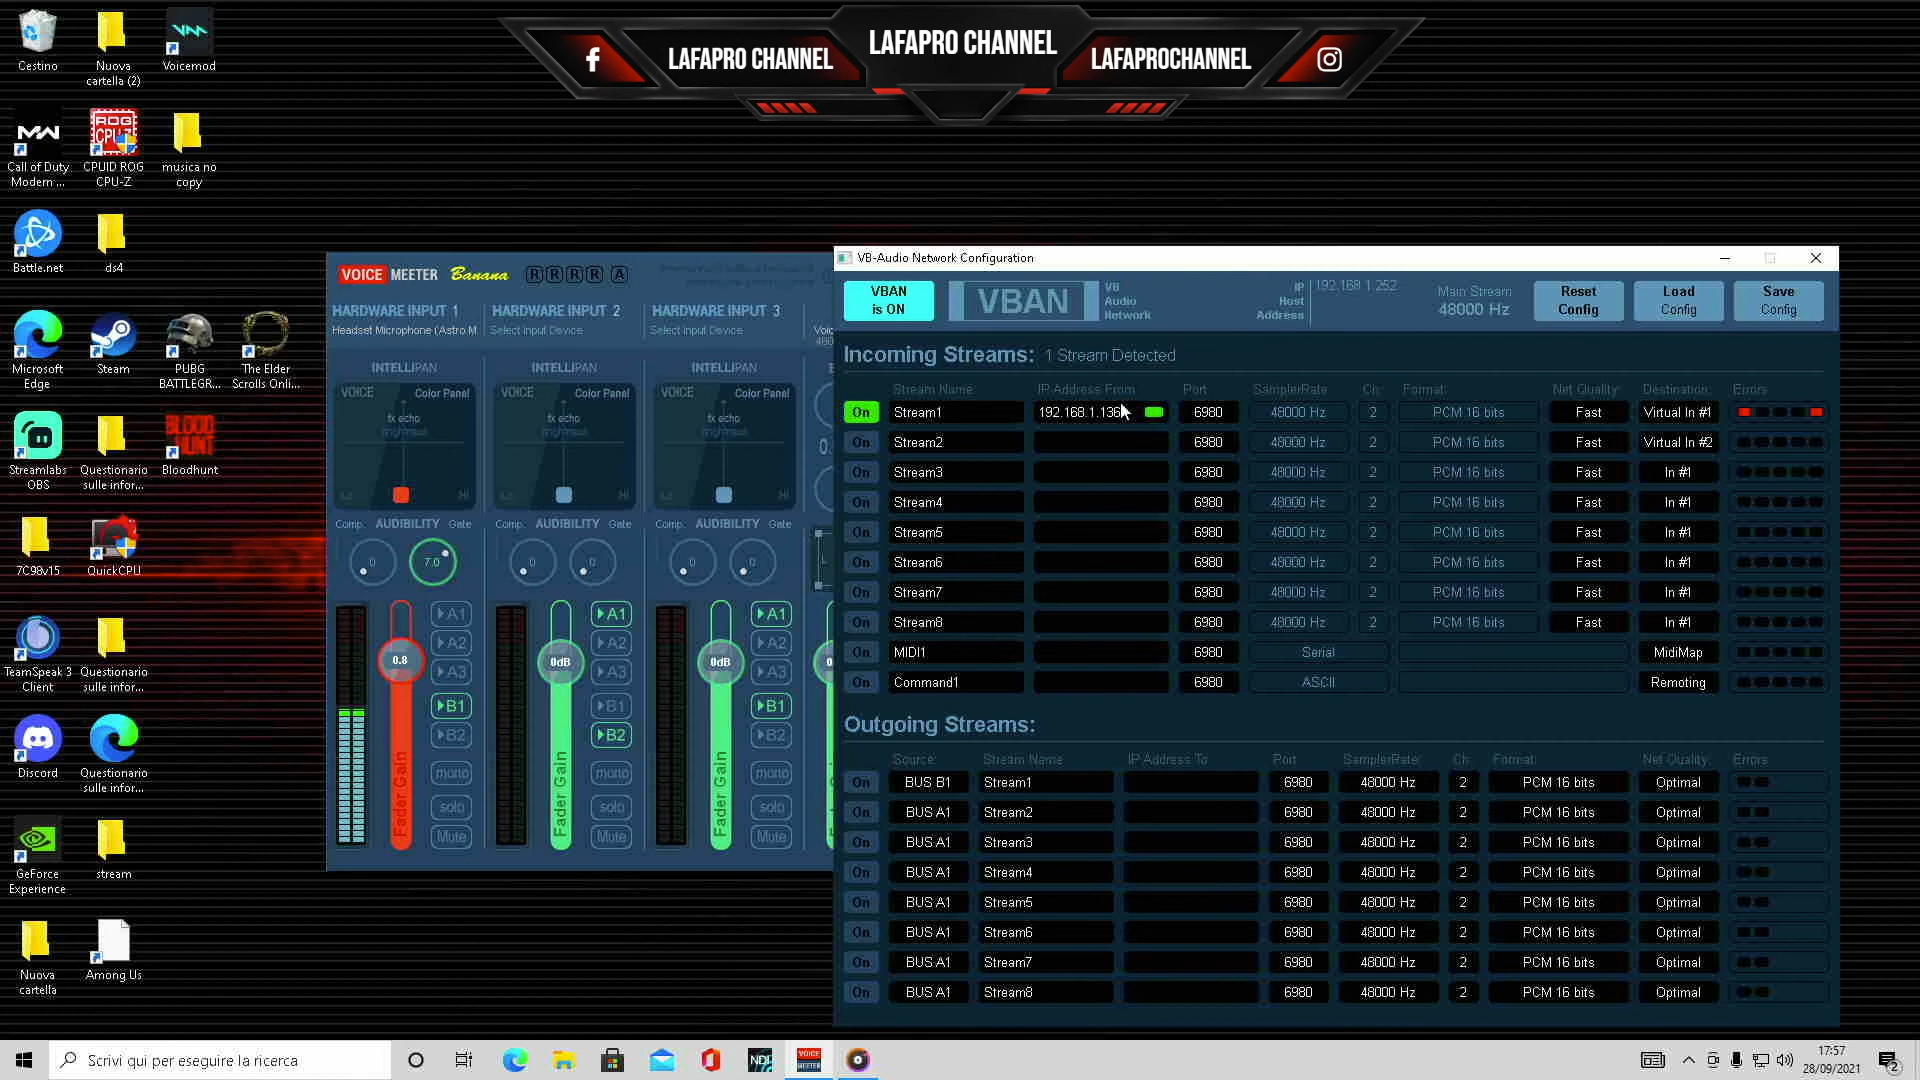 LAFAPRO CHANNEL
LAFAPRO CHANNEL
LAFAPROCHANNEL
Cestino
Nuova
cartella (2)
Voicemod
Call of Duty
Modern ...
CPUID ROG
CPU-Z
musica no
copy
Battle.net
ds4
Microsoft
Edge
Steam
PUBG
BATTLEGR...
The Elder
Scrolls Onli...
Streamlabs
OBS
Questionario
sulle infor...
BLOOD
HUNT
Bloodhunt
7C98v15
QuickCPU
TeamSpeak 3
Client
Questionario
sulle infor...
Discord
Questionario
sulle infor...
GeForce
Experience
stream
Nuova
cartella
Among Us
VOICE MEETER Banana R R R R A
HARDWARE INPUT 1 HARDWARE INPUT 2 HARDWARE INPUT 3
Headset Microphone ('Astro M Select Input Device Select Input Device
INTELLIPAN INTELLIPAN INTELLIPAN
VOICE Color Panel VOICE Color Panel VOICE Color Panel
fx echo fx echo fx echo
brightness brightness brightness
Lo Hi Lo Hi Lo Hi
Comp. AUDIBILITY Gate Comp. AUDIBILITY Gate Comp. AUDIBILITY Gate
0 7.0 0 0 0 0
A1 A1 A1
A2 A2 A2
0.8 0dB 0dB
A3 A3 A3
B1 B1 B1
B2 B2 B2
mono mono mono
solo solo solo
Mute Mute Mute
Fader Gain Fader Gain Fader Gain
VB-Audio Network Configuration
VBAN
is ON
VBAN
VB
Audio
Network
IP
Host
Address
192.168.1.252
Main Stream
48000 Hz
Reset
Config
Load
Config
Save
Config
Incoming Streams: 1 Stream Detected
Stream Name IP Address From Port SamplerRate Ch: Format: Net Quality: Destination: Errors
On Stream1 192.168.1.136 6980 48000 Hz 2 PCM 16 bits Fast Virtual In #1
On Stream2 6980 48000 Hz 2 PCM 16 bits Fast Virtual In #2
On Stream3 6980 48000 Hz 2 PCM 16 bits Fast In #1
On Stream4 6980 48000 Hz 2 PCM 16 bits Fast In #1
On Stream5 6980 48000 Hz 2 PCM 16 bits Fast In #1
On Stream6 6980 48000 Hz 2 PCM 16 bits Fast In #1
On Stream7 6980 48000 Hz 2 PCM 16 bits Fast In #1
On Stream8 6980 48000 Hz 2 PCM 16 bits Fast In #1
On MIDI1 6980 Serial MidiMap
On Command1 6980 ASCII Remoting
Outgoing Streams:
Source: Stream Name IP Address To Port SamplerRate: Ch: Format: Net Quality: Errors
On BUS B1 Stream1 6980 48000 Hz 2 PCM 16 bits Optimal
On BUS A1 Stream2 6980 48000 Hz 2 PCM 16 bits Optimal
On BUS A1 Stream3 6980 48000 Hz 2 PCM 16 bits Optimal
On BUS A1 Stream4 6980 48000 Hz 2 PCM 16 bits Optimal
On BUS A1 Stream5 6980 48000 Hz 2 PCM 16 bits Optimal
On BUS A1 Stream6 6980 48000 Hz 2 PCM 16 bits Optimal
On BUS A1 Stream7 6980 48000 Hz 2 PCM 16 bits Optimal
On BUS A1 Stream8 6980 48000 Hz 2 PCM 16 bits Optimal
Scrivi qui per eseguire la ricerca
NDI
VOICE
MEETER
17:57
28/09/2021
2